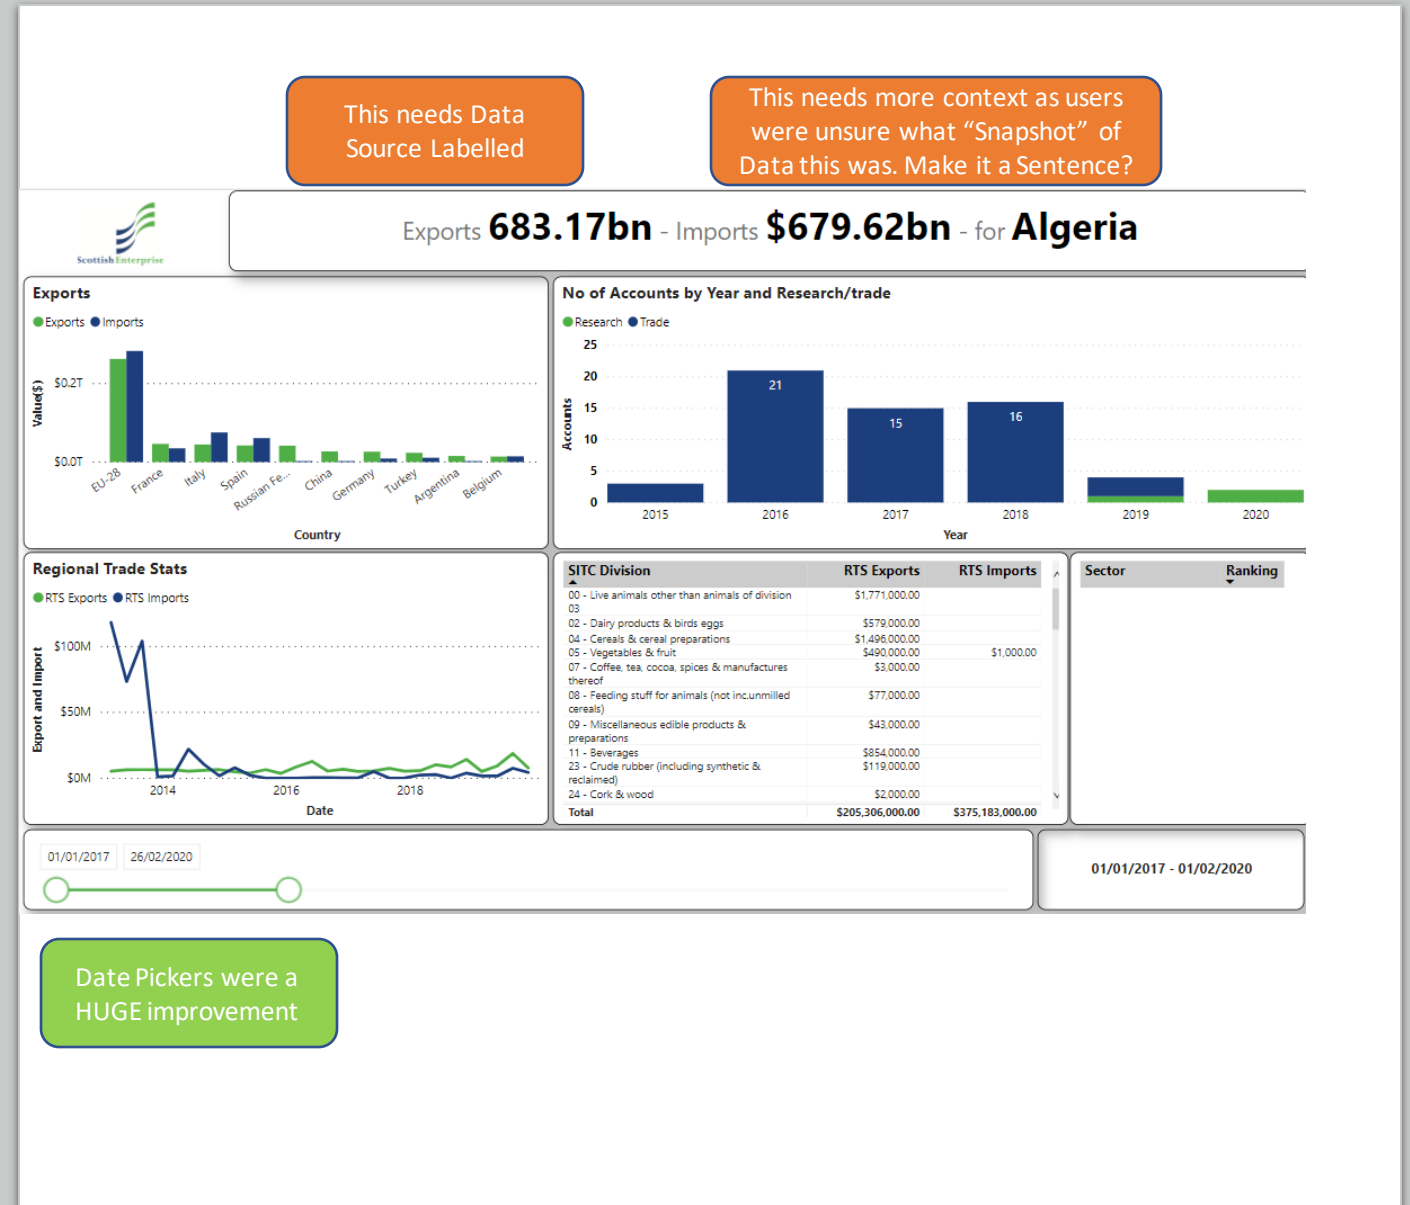 This needs Data
Source Labelled
This needs more context as users
were unsure what “Snapshot” of
Data this was. Make it a Sentence?
Scottish Enterprise
Exports 683.17bn - Imports $679.62bn - for Algeria
Exports
Exports Imports
Value($)
$0.2T
$0.0T
EU-28
France
Italy
Spain
Russian Fe...
China
Germany
Turkey
Argentina
Belgium
Country
No of Accounts by Year and Research/trade
Research Trade
Accounts
25
20
15
10
5
0
21
15
16
2015 2016 2017 2018 2019 2020
Year
Regional Trade Stats
RTS Exports RTS Imports
Export and Import
$100M
$50M
$0M
2014 2016 2018
Date
SITC Division RTS Exports RTS Imports
00 - Live animals other than animals of division $1,771,000.00
03
02 - Dairy products & birds eggs $579,000.00
04 - Cereals & cereal preparations $1,496,000.00
05 - Vegetables & fruit $490,000.00 $1,000.00
07 - Coffee, tea, cocoa, spices & manufactures $3,000.00
thereof
08 - Feeding stuff for animals (not inc.unmilled $77,000.00
cereals)
09 - Miscellaneous edible products & $43,000.00
preparations
11 - Beverages $854,000.00
23 - Crude rubber (including synthetic & $119,000.00
reclaimed)
24 - Cork & wood $2,000.00
Total $205,306,000.00 $375,183,000.00
Sector Ranking
01/01/2017 26/02/2020
01/01/2017 - 01/02/2020
Date Pickers were a
HUGE improvement